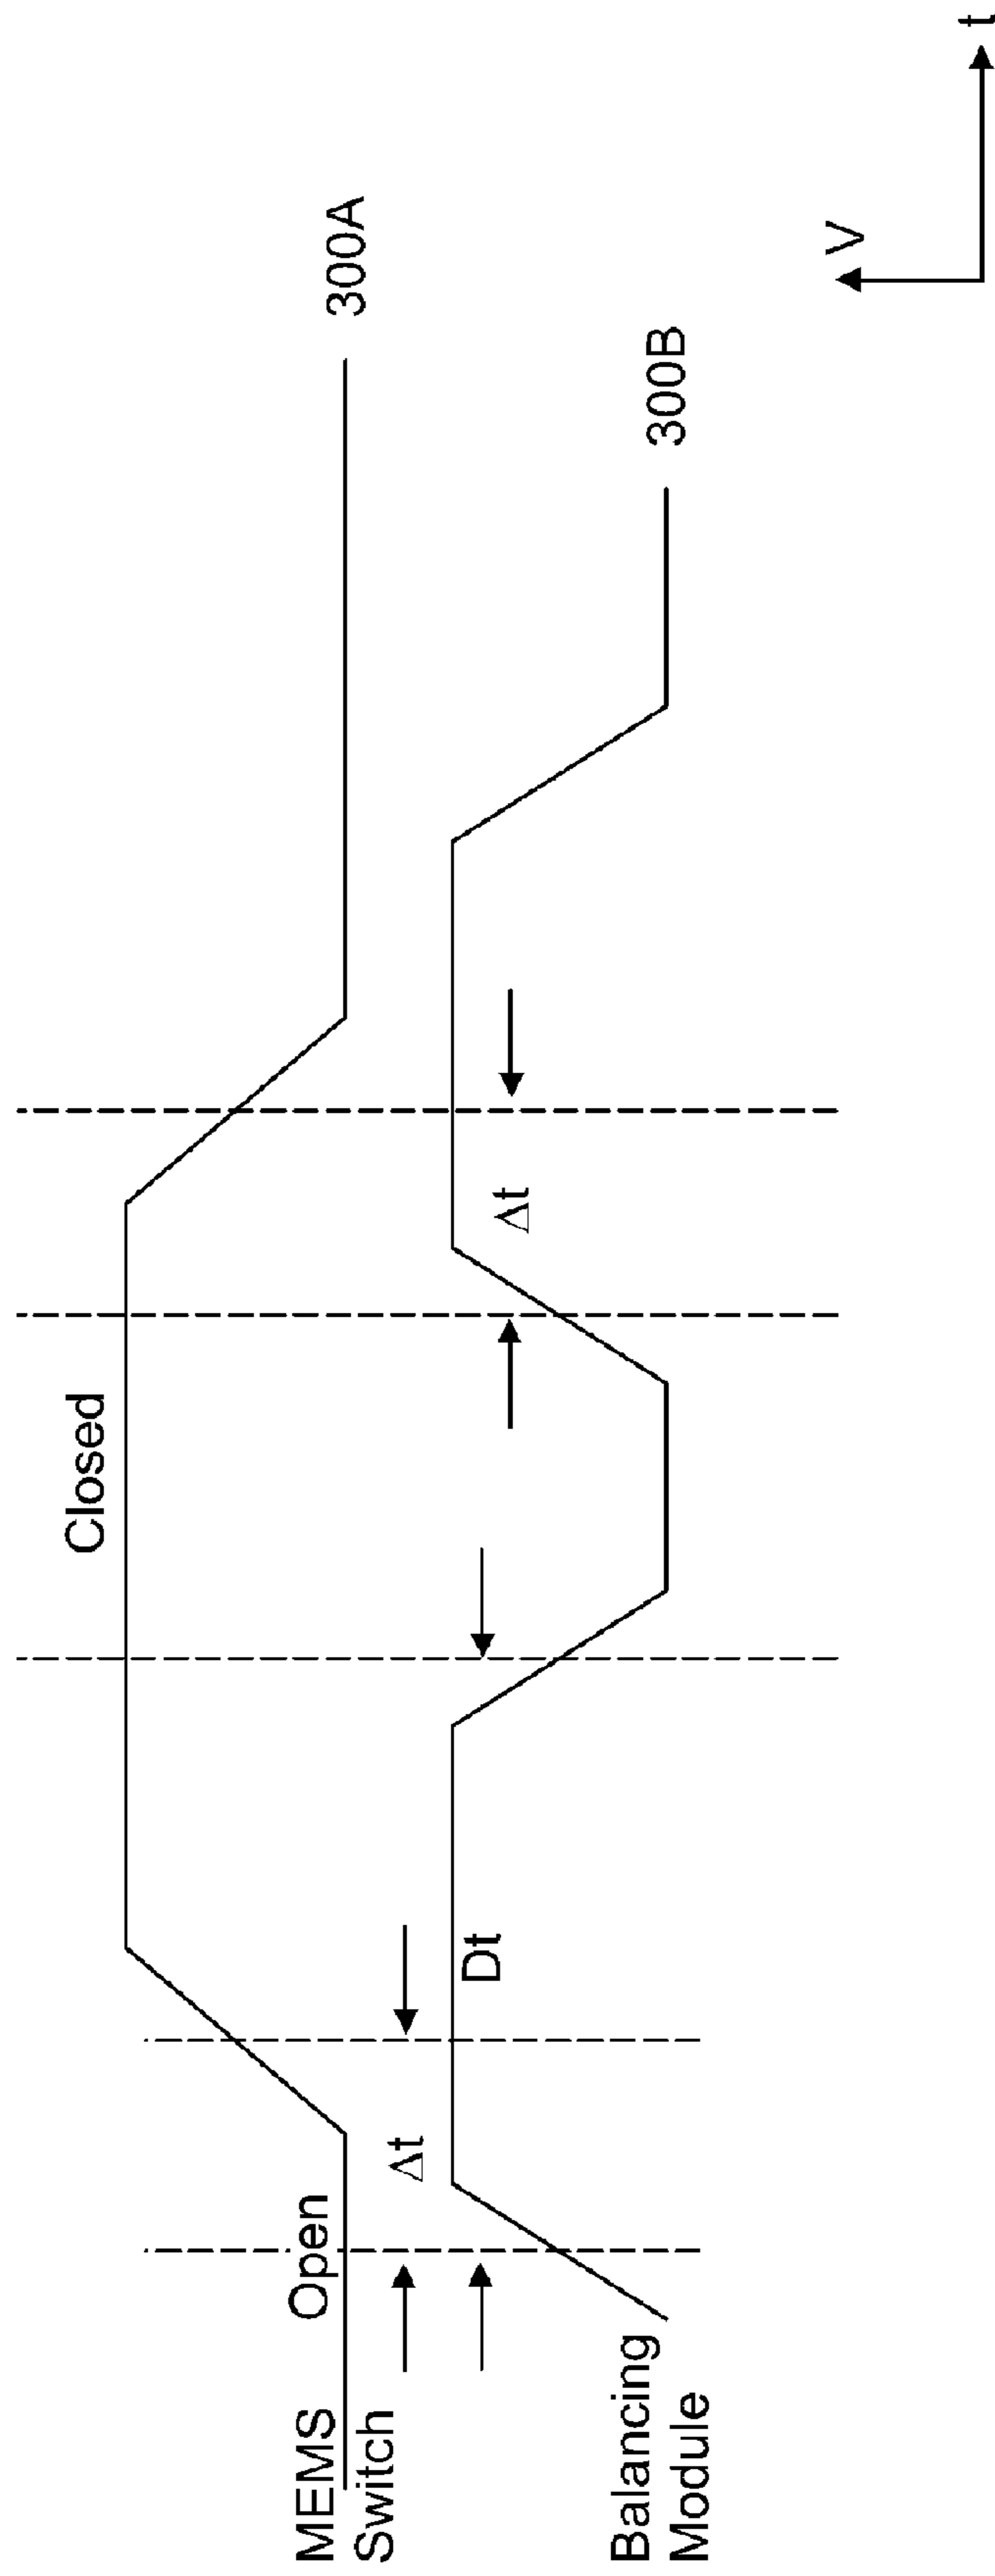 Closed
Open
MEMS
Switch
300A
Δt
Dt
Δt
Balancing
Module
300B
V
t